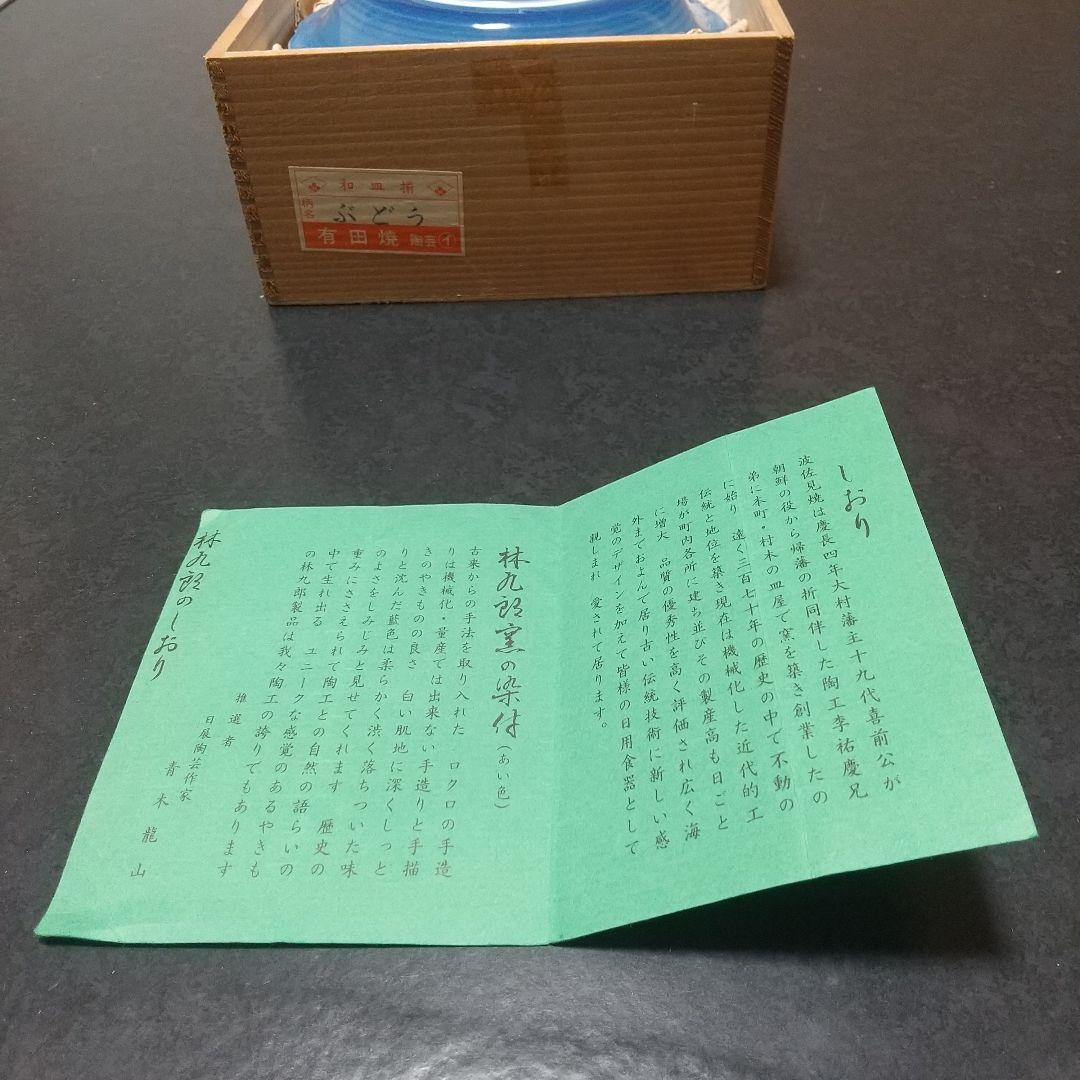 和皿揃
柄名
ぶどう
有田焼 陶芸イ
しおり
波佐見焼は慶長四年大村藩主十九代喜前公が
朝鮮の役から帰藩の折同伴した陶工李祐慶兄
弟に本町・村木の皿屋で窯を築き創業したの
に始り 遠く三百七十年の歴史の中で不動の
伝統と地位を築き現在は機械化した近代的工
場が町内各所に建ち並びその製産高も日ごと
に増大 品質の優秀性を高く評価され広く海
外までおよんで居り古い伝統技術に新しい感
覚のデザインを加えて皆様の日用食器として
親しまれ 愛されて居ります。
林九郎窯の染付(あい色)
古来からの手法を取り入れた ロクロの手造
りは機械化・量産では出来ない手造りと手描
きのやきものの良さ 白い肌地に深くしっと
りと沈んだ藍色は柔らかく渋く落ちついた味
のよさをしみじみと見せてくれます 歴史の
重みにささえられて陶工との自然の語らいの
中で生れ出る ユニークな感覚のあるやきも
の林九郎製品は我々陶工の誇りでもあります
推選者
日展陶芸作家
青木龍山
林九郎のしおり